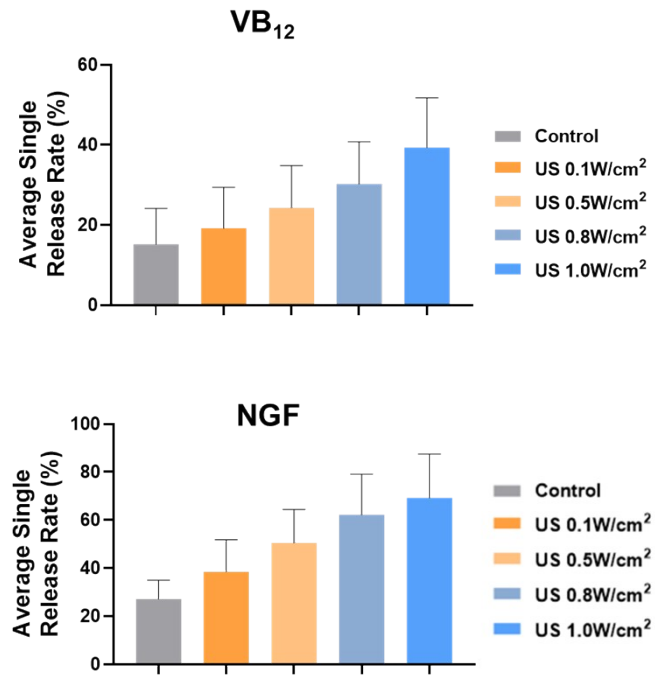 VB₁₂
Average Single
Release Rate (%)
60
40
20
0
Control
US 0.1W/cm²
US 0.5W/cm²
US 0.8W/cm²
US 1.0W/cm²
NGF
Average Single
Release Rate (%)
100
80
60
40
20
0
Control
US 0.1W/cm²
US 0.5W/cm²
US 0.8W/cm²
US 1.0W/cm²